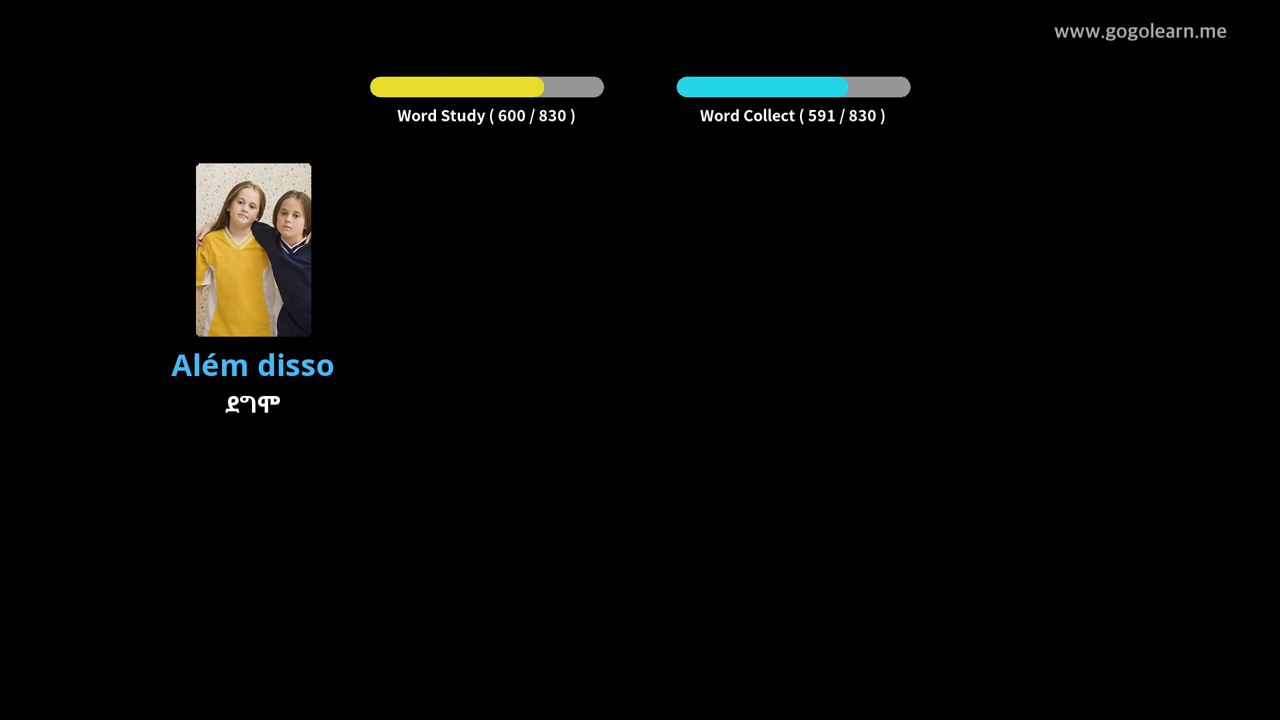 www.gogolearn.me
Word Study ( 600 / 830 )
Word Collect ( 591 / 830 )
Além disso
ደግሞ